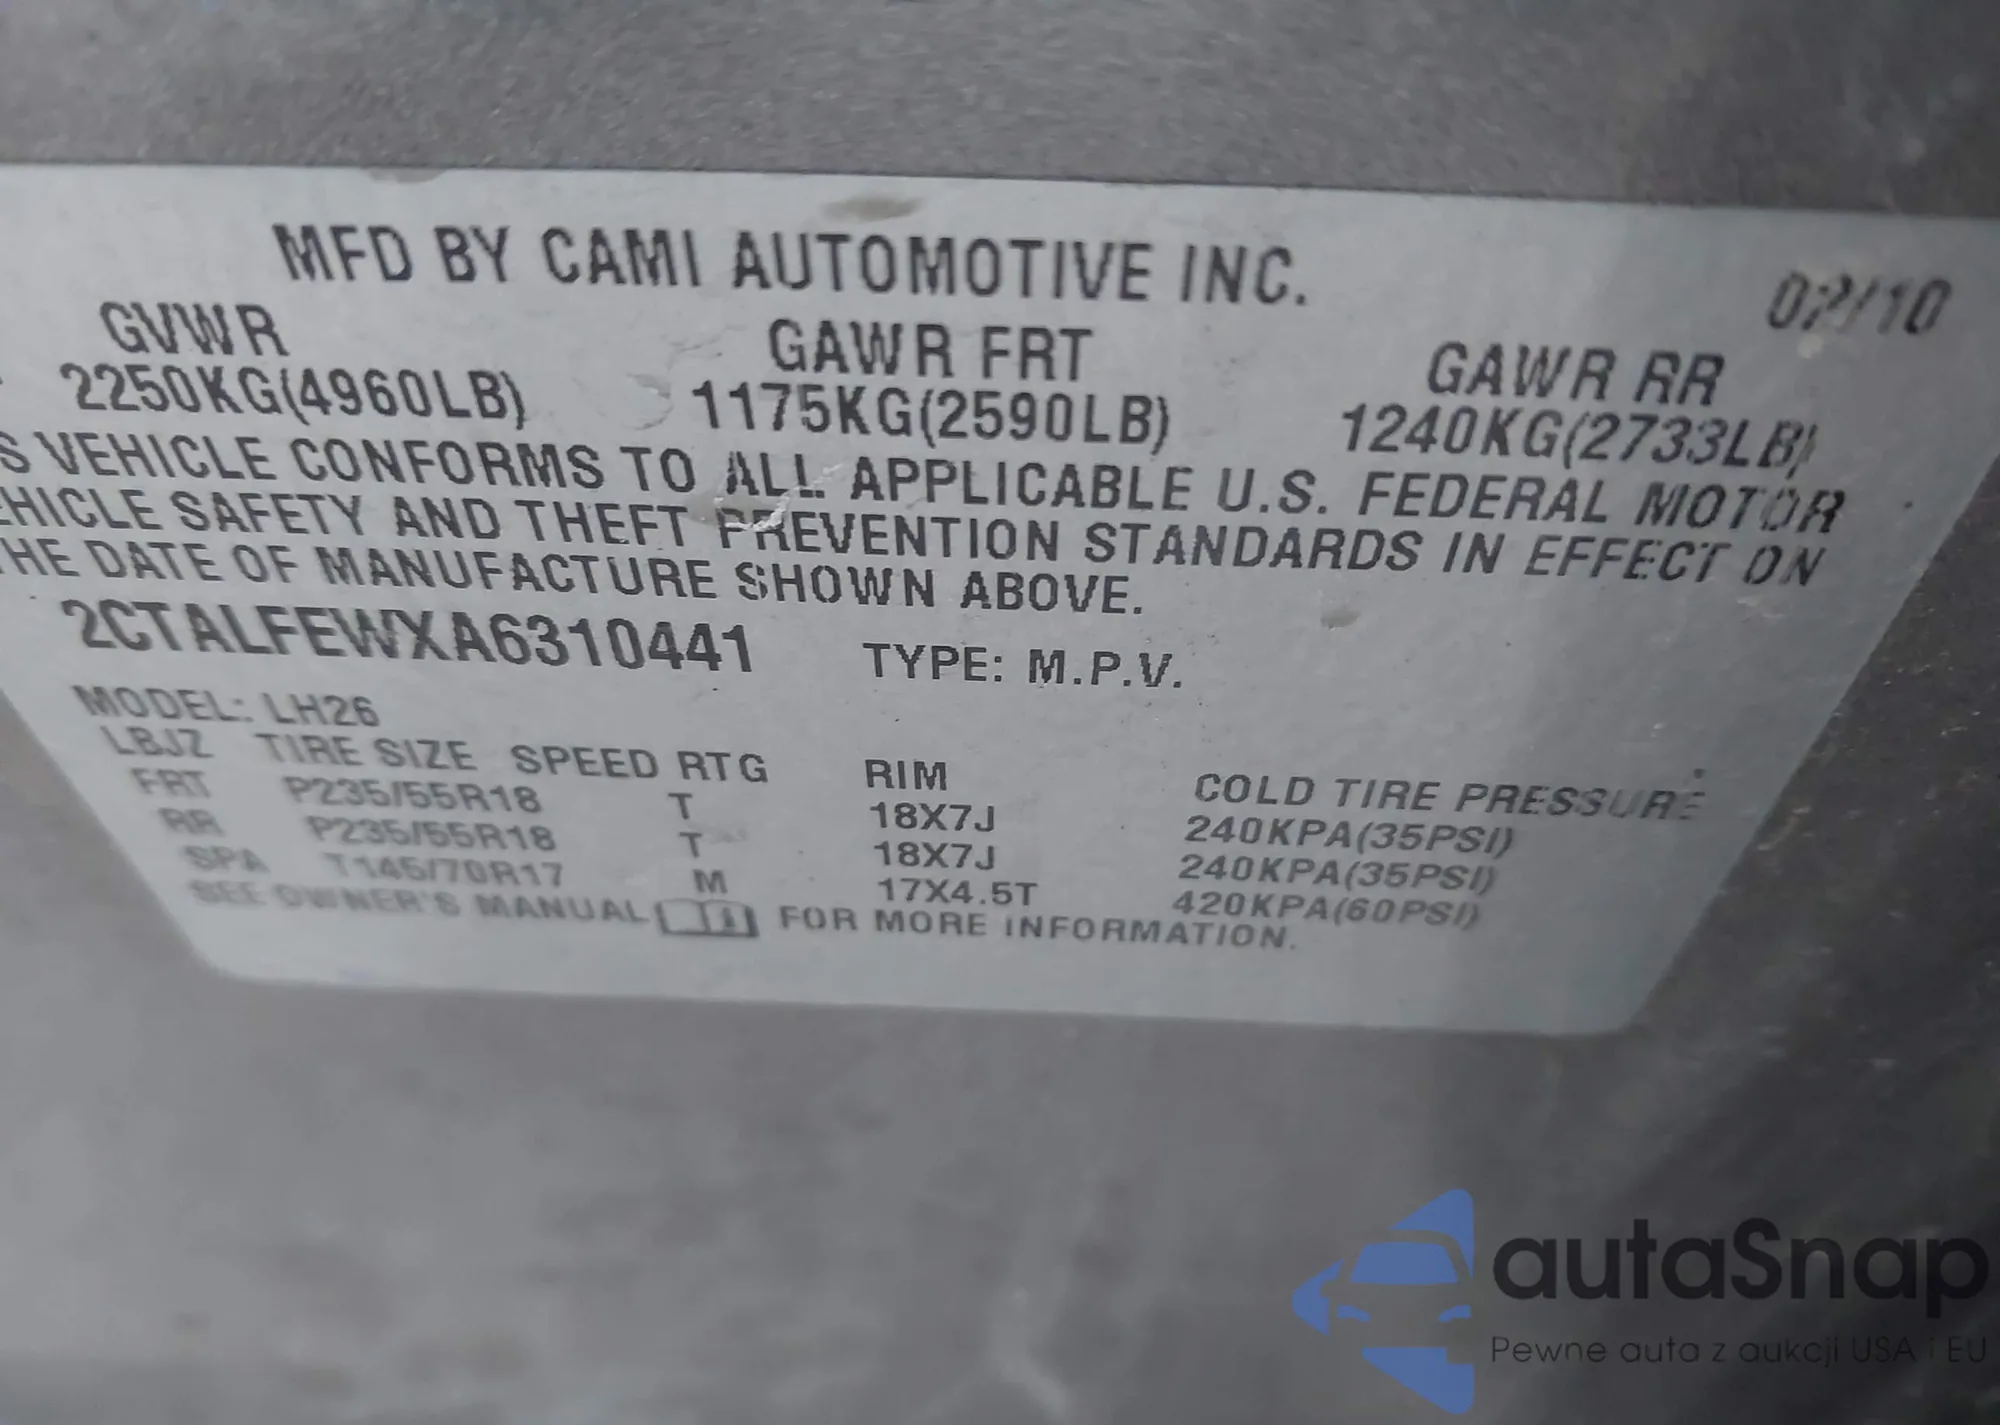 MFD BY CAMI AUTOMOTIVE INC.
02/10
GVWR GAWR FRT GAWR RR
2250KG(4960LB) 1175KG(2590LB) 1240KG(2733LB)
S VEHICLE CONFORMS TO ALL APPLICABLE U.S. FEDERAL MOTOR
EHICLE SAFETY AND THEFT PREVENTION STANDARDS IN EFFECT ON
THE DATE OF MANUFACTURE SHOWN ABOVE.
2CTALFEWXA6310441 TYPE: M.P.V.
MODEL: LH26
LBJZ TIRE SIZE SPEED RTG RIM COLD TIRE PRESSURE
FRT P235/55R18 T 18X7J 240KPA(35PSI)
RR P235/55R18 T 18X7J 240KPA(35PSI)
SPA T145/70R17 M 17X4.5T 420KPA(60PSI)
SEE OWNER'S MANUAL FOR MORE INFORMATION.
autaSnap
Pewne auta z aukcji USA i EU